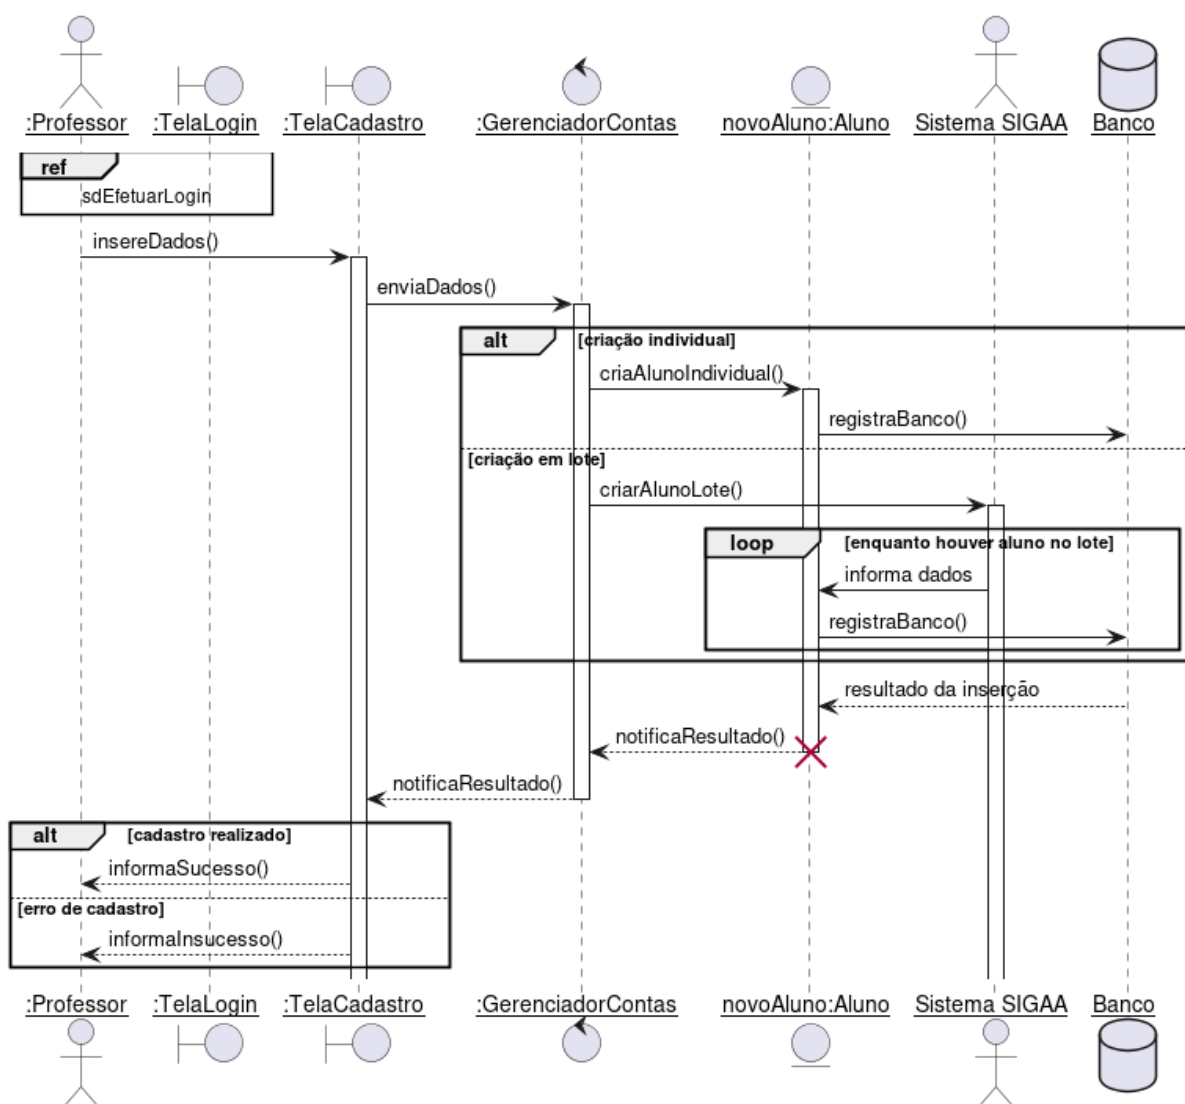 :Professor
:TelaLogin
:TelaCadastro
:GerenciadorContas
novoAluno:Aluno
Sistema SIGAA
Banco
ref
sdEfetuarLogin
insereDados()
enviaDados()
alt
[criação individual]
criaAlunoIndividual()
registraBanco()
[criação em lote]
criarAlunoLote()
loop
[enquanto houver aluno no lote]
informa dados
registraBanco()
resultado da inserção
notificaResultado()
notificaResultado()
alt
[cadastro realizado]
informaSucesso()
[erro de cadastro]
informaInsucesso()
:Professor
:TelaLogin
:TelaCadastro
:GerenciadorContas
novoAluno:Aluno
Sistema SIGAA
Banco